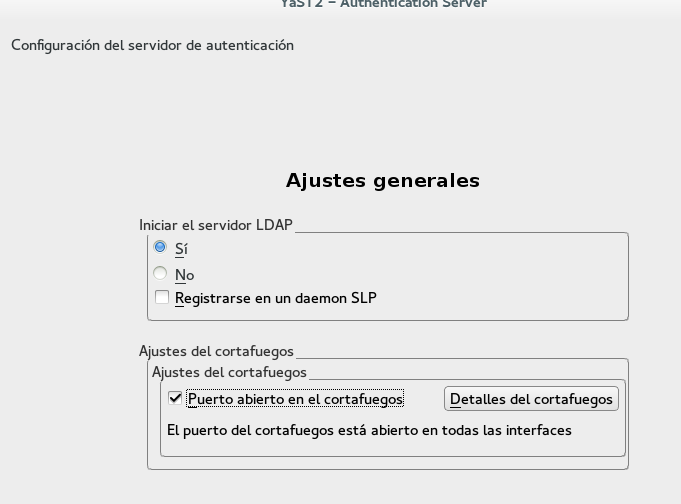 YaST2 – Authentication Server
Configuración del servidor de autenticación
Ajustes generales
Iniciar el servidor LDAP
Sí
No
Registrarse en un daemon SLP
Ajustes del cortafuegos
Ajustes del cortafuegos
Puerto abierto en el cortafuegos
Detalles del cortafuegos
El puerto del cortafuegos está abierto en todas las interfaces